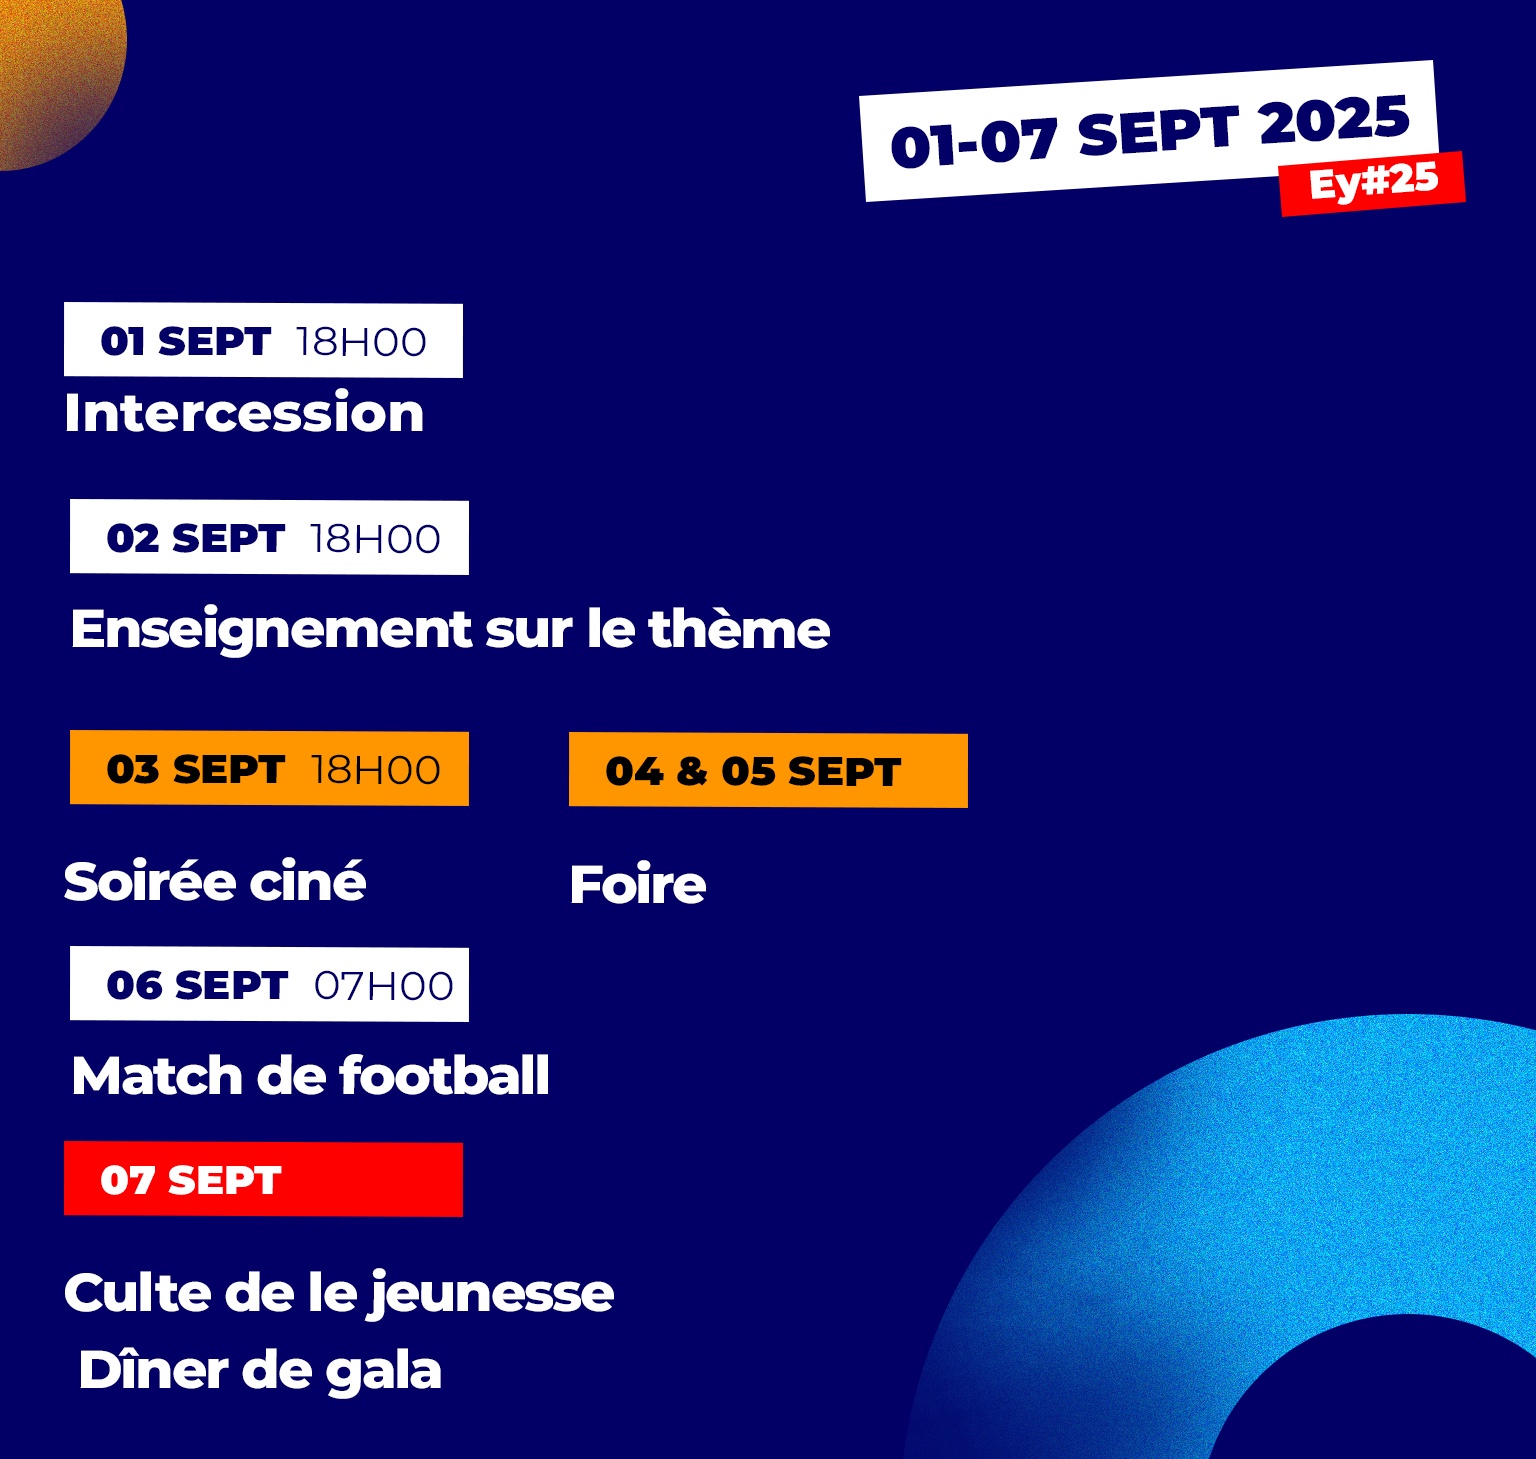 01-07 SEPT 2025
Ey#25
01 SEPT 18H00
Intercession
02 SEPT 18H00
Enseignement sur le thème
03 SEPT 18H00
Soirée ciné
04 & 05 SEPT
Foire
06 SEPT 07H00
Match de football
07 SEPT
Culte de le jeunesse
Dîner de gala